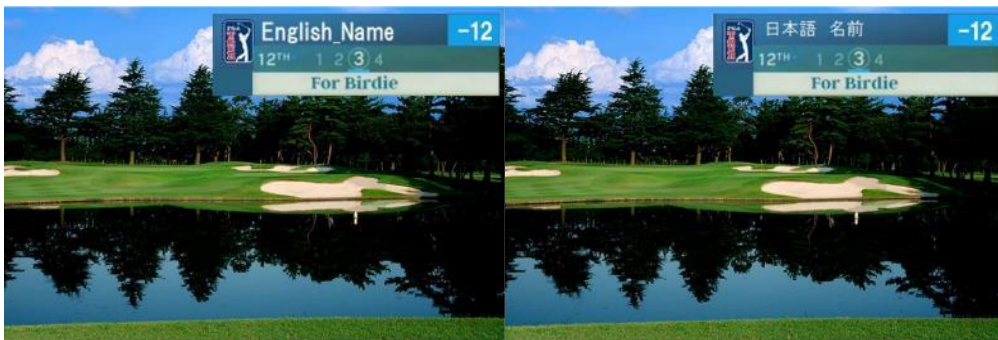 English_Name -12
12TH 1 2 3 4
For Birdie
日本語 名前 -12
12TH 1 2 3 4
For Birdie